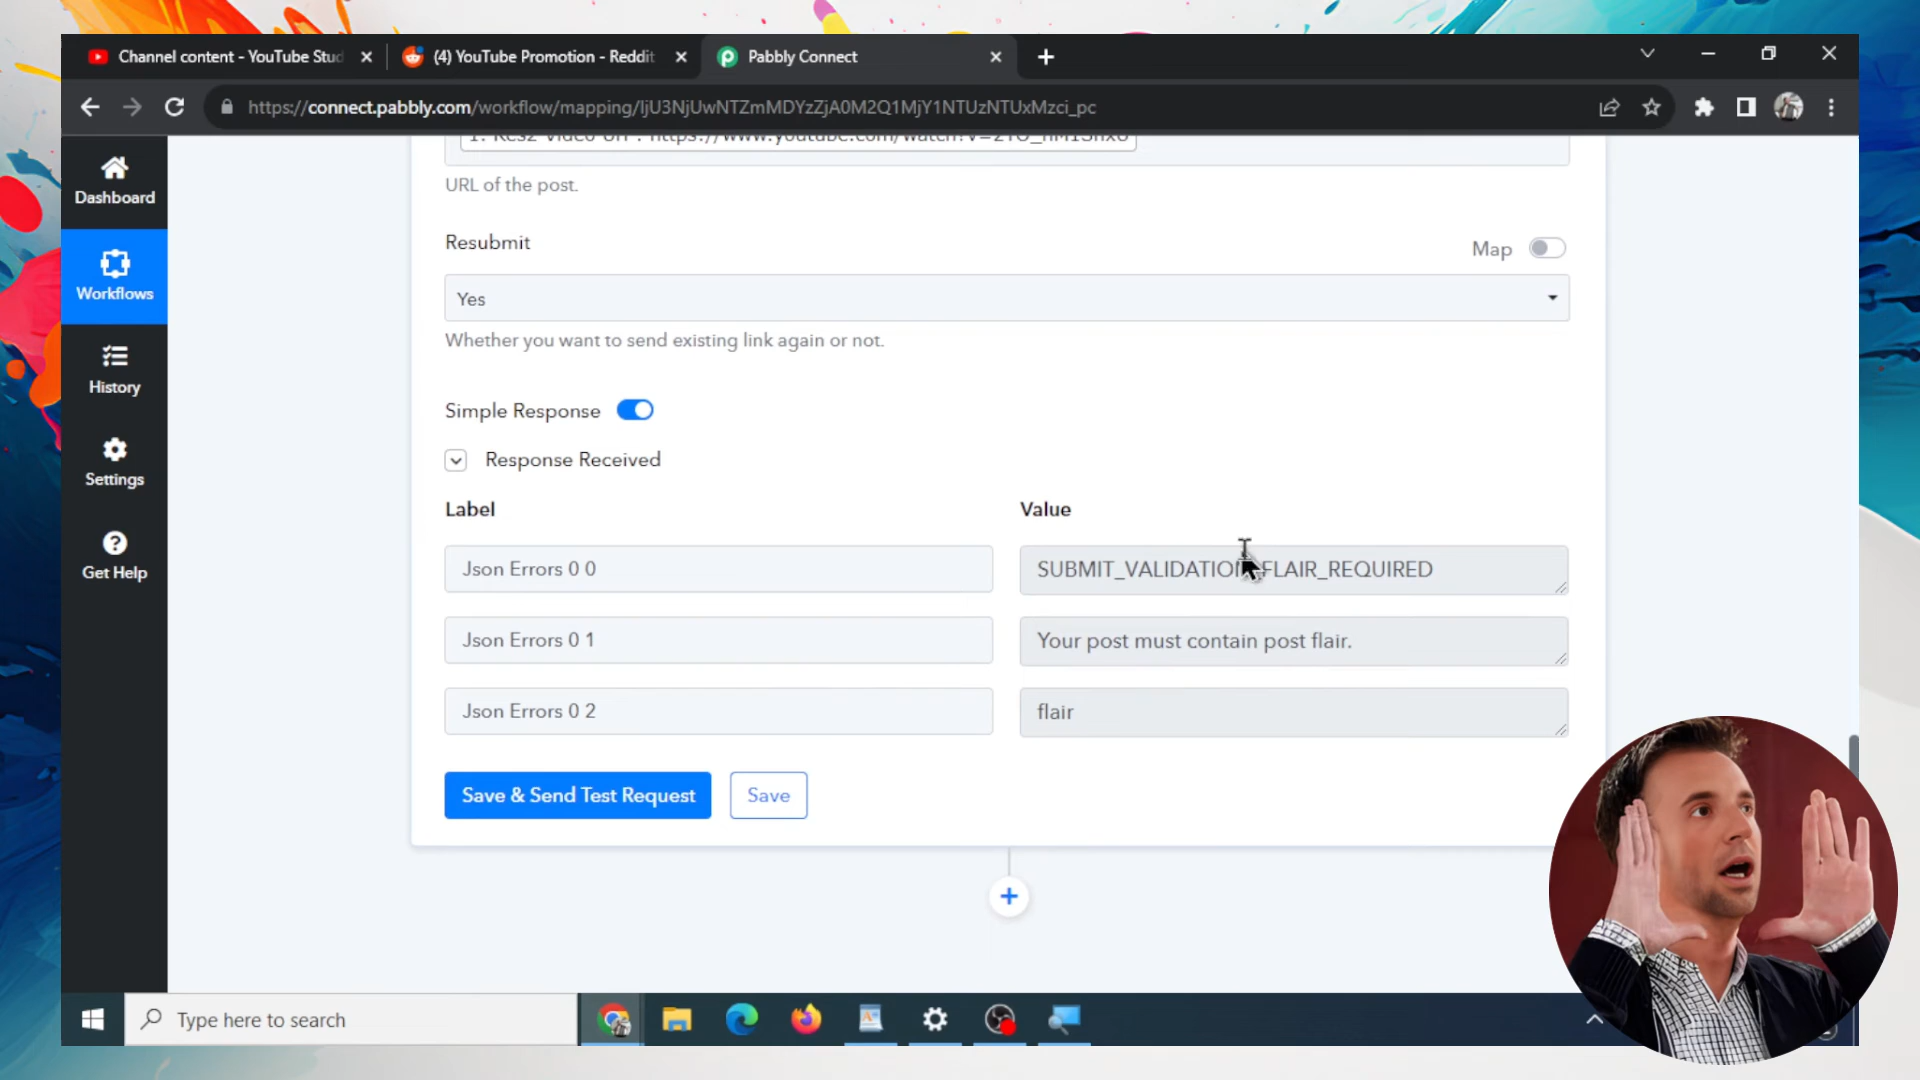 Channel content - YouTube Stud
(4) YouTube Promotion - Reddit
Pabbly Connect
https://connect.pabbly.com/workflow/mapping/IjU3NjUwNTZmMDYzZjA0M2Q1MjY1NTUzNTUxMzci_pc
Dashboard
Workflows
History
Settings
Get Help
URL of the post.
Resubmit
Map
Yes
Whether you want to send existing link again or not.
Simple Response
Response Received
Label
Value
Json Errors 0 0
SUBMIT_VALIDATION_FLAIR_REQUIRED
Json Errors 0 1
Your post must contain post flair.
Json Errors 0 2
flair
Save & Send Test Request
Save
Type here to search